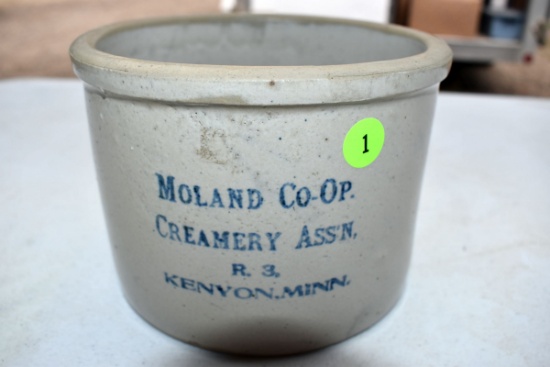 MOLAND CO-OP.
CREAMERY ASS'N,
R. 3,
KENYON, MINN.
1